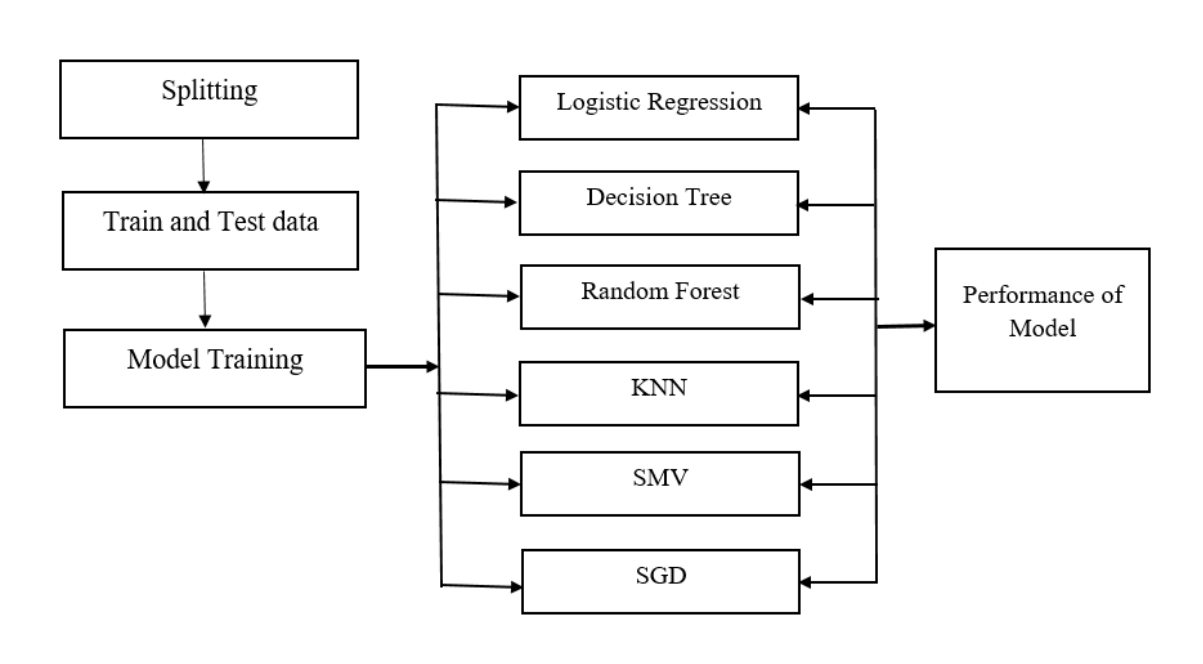 Splitting
Train and Test data
Model Training
Logistic Regression
Decision Tree
Random Forest
KNN
SMV
SGD
Performance of
Model